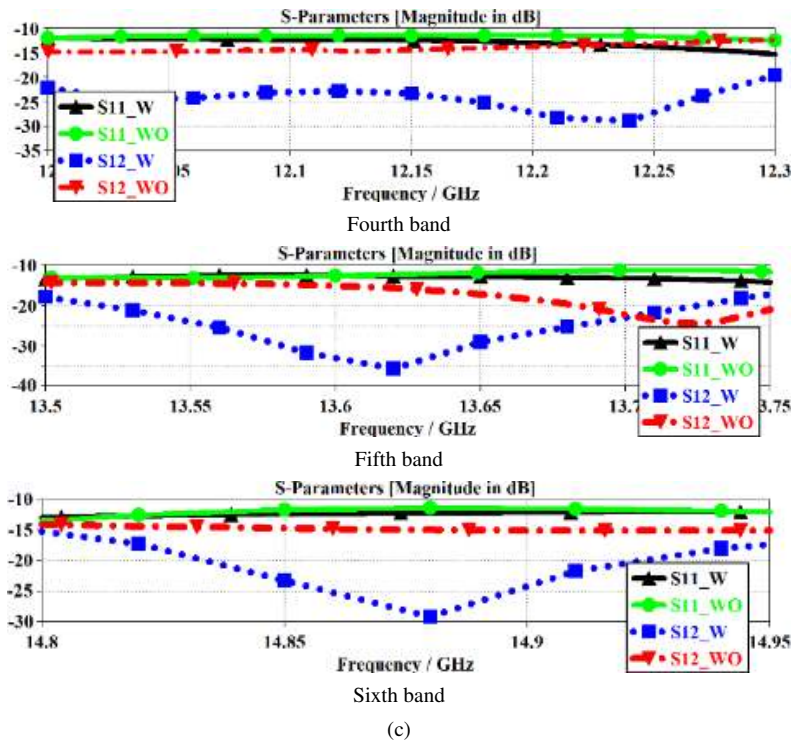 S-Parameters [Magnitude in dB]
-10
-15
-20
-25
-30
-35
S11_W
S11_WO
S12_W
S12_WO
12.1 12.15 12.2 12.25 12.3
Frequency / GHz
Fourth band
S-Parameters [Magnitude in dB]
-10
-20
-30
-40
S11_W
S11_WO
S12_W
S12_WO
13.5 13.55 13.6 13.65
Frequency / GHz
Fifth band
S-Parameters [Magnitude in dB]
-10
-15
-20
-25
-30
S11_W
S11_WO
S12_W
S12_WO
14.8 14.85 14.9 14.95
Frequency / GHz
Sixth band
(c)